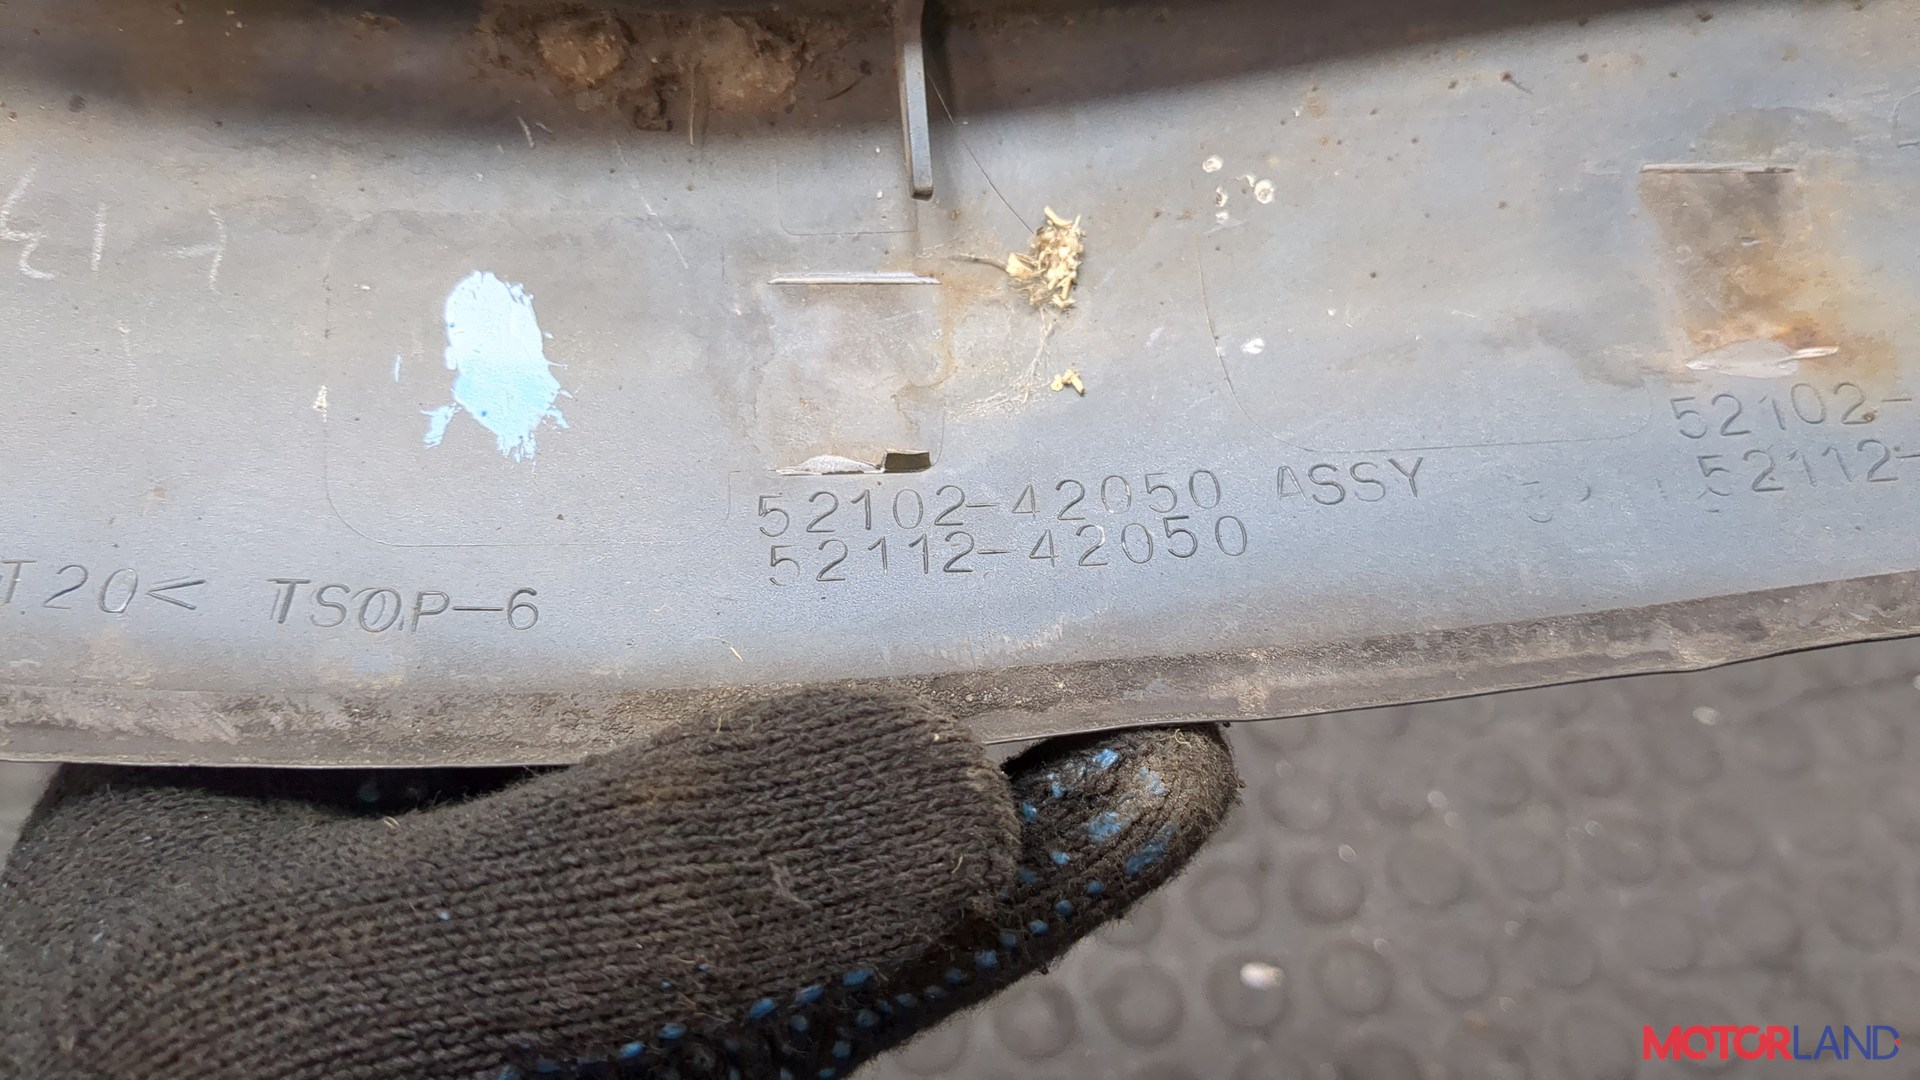 52102-42050 ASSY
52112-42050
52102-
52112-
T20< TSOP-6
MOTORLAND